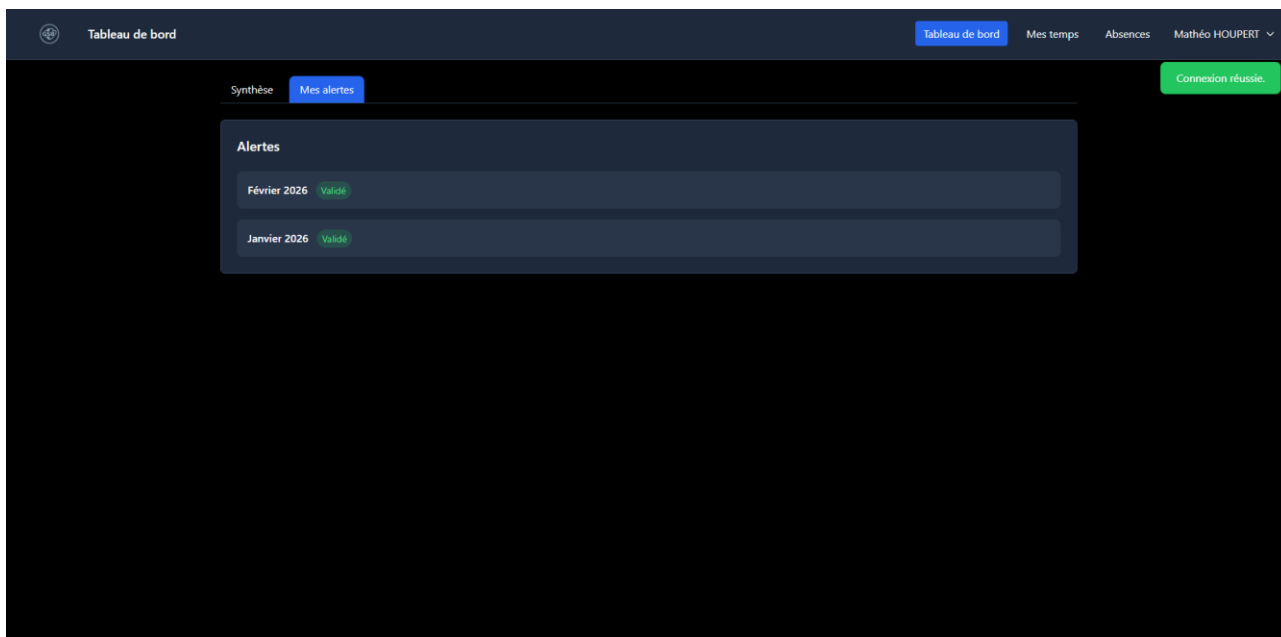 Tableau de bord Tableau de bord Mes temps Absences Mathéo HOUPERT
Connexion réussie.
Synthèse Mes alertes
Alertes
Février 2026 Validé
Janvier 2026 Validé